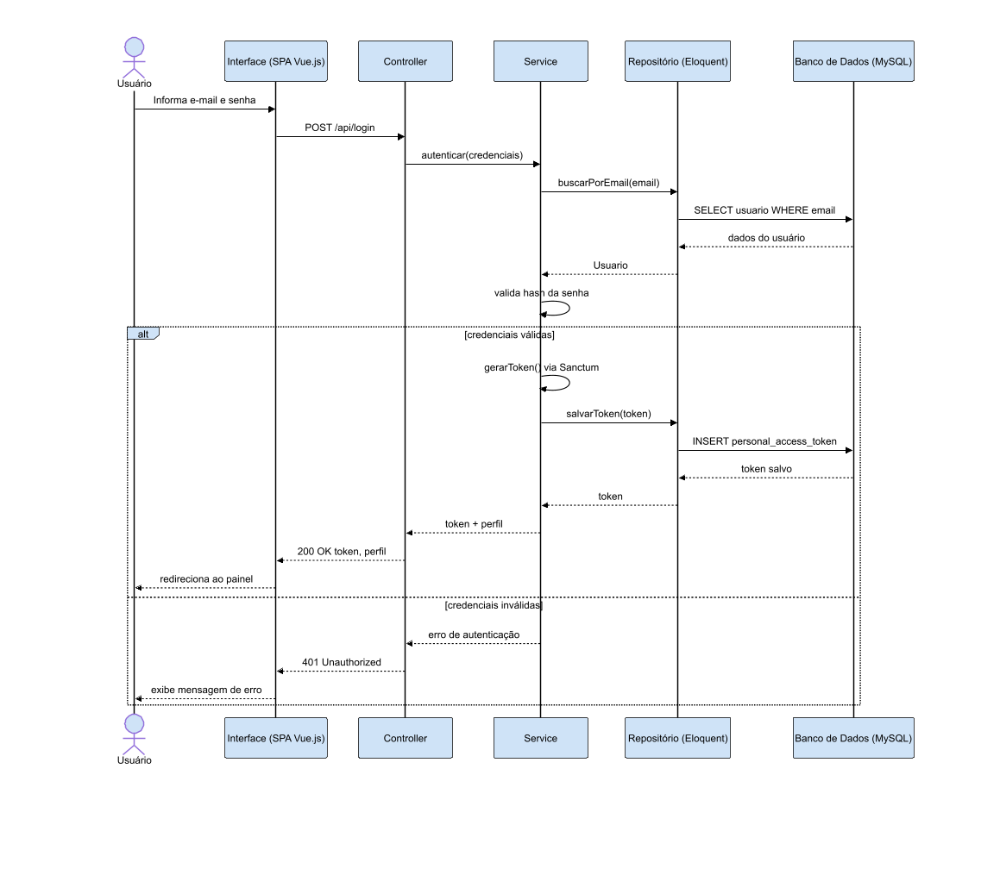 Usuário
Interface (SPA Vue.js)
Controller
Service
Repositório (Eloquent)
Banco de Dados (MySQL)
Informa e-mail e senha
POST /api/login
autenticar(credenciais)
buscarPorEmail(email)
SELECT usuario WHERE email
dados do usuário
Usuario
valida hash da senha
alt
[credenciais válidas]
gerarToken() via Sanctum
salvarToken(token)
INSERT personal_access_token
token salvo
token
token + perfil
200 OK token, perfil
redireciona ao painel
[credenciais inválidas]
erro de autenticação
401 Unauthorized
exibe mensagem de erro
Usuário
Interface (SPA Vue.js)
Controller
Service
Repositório (Eloquent)
Banco de Dados (MySQL)